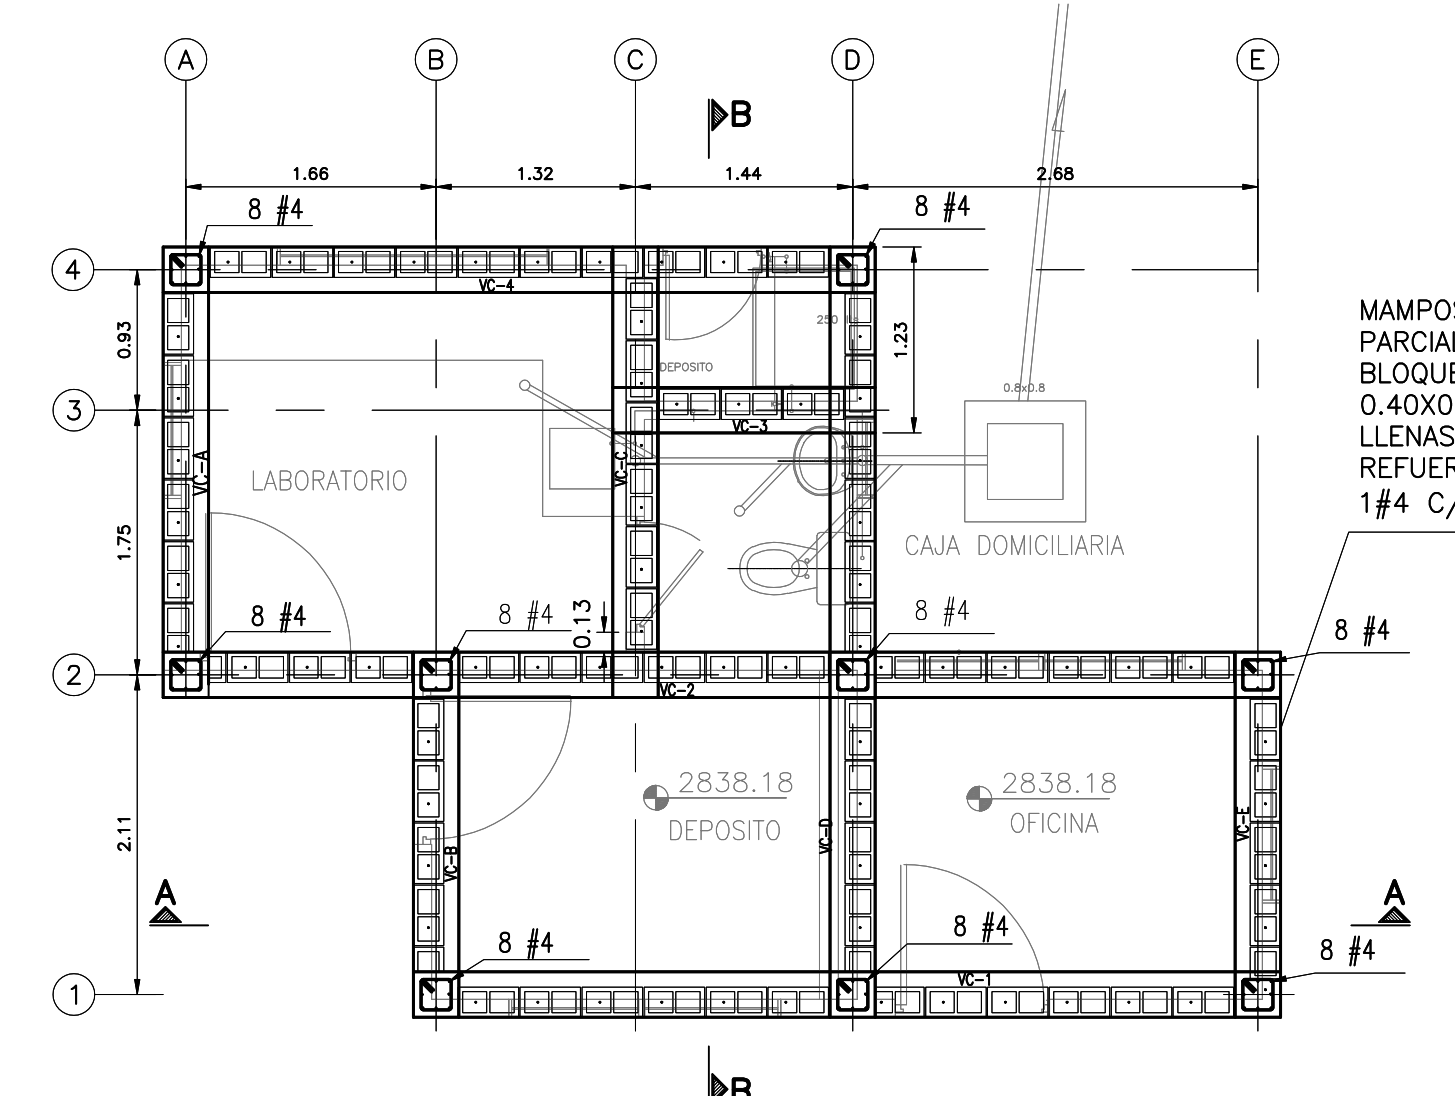 A B C D E
B
1.66 1.32 1.44 2.68
8 #4
8 #4
4
VC-4
0.93
250 lts
1.23
MAMPOS
PARCIAL
BLOQUE
0.40X0
LLENAS
REFUER
1#4 C/
DEPOSITO
0.8x0.8
3
VC-3
VC-A
LABORATORIO
VC-C
1.75
CAJA DOMICILIARIA
8 #4
8 #4
0.13
8 #4
8 #4
2
VC-2
2838.18
DEPOSITO
2838.18
OFICINA
2.11
VC-B
VC-D
VC-E
A
A
8 #4
8 #4
8 #4
VC-1
1
B